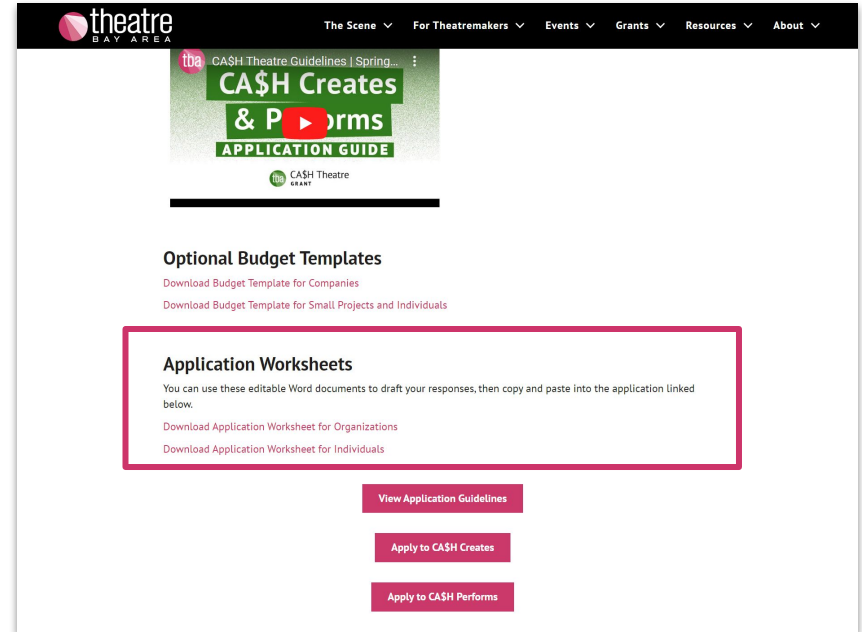 theatre
BAY AREA
The Scene
For Theatremakers
Events
Grants
Resources
About
tba
CA$H Theatre Guidelines | Spring...
CA$H Creates
& P orms
APPLICATION GUIDE
tba
CA$H Theatre
GRANT
Optional Budget Templates
Download Budget Template for Companies
Download Budget Template for Small Projects and Individuals
Application Worksheets
You can use these editable Word documents to draft your responses, then copy and paste into the application linked
below.
Download Application Worksheet for Organizations
Download Application Worksheet for Individuals
View Application Guidelines
Apply to CA$H Creates
Apply to CA$H Performs